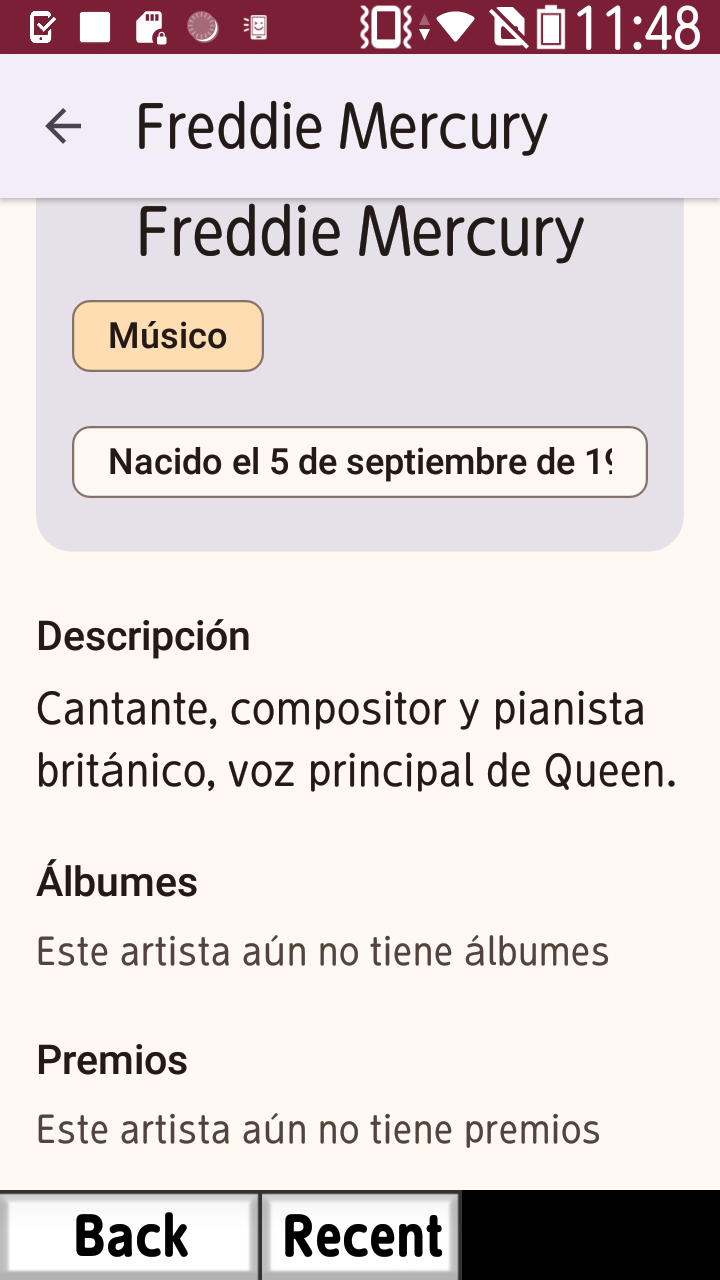 11:48
Freddie Mercury
Freddie Mercury
Músico
Nacido el 5 de septiembre de
Descripción
Cantante, compositor y pianista
británico, voz principal de Queen.
Álbumes
Este artista aún no tiene álbumes
Premios
Este artista aún no tiene premios
Back
Recent